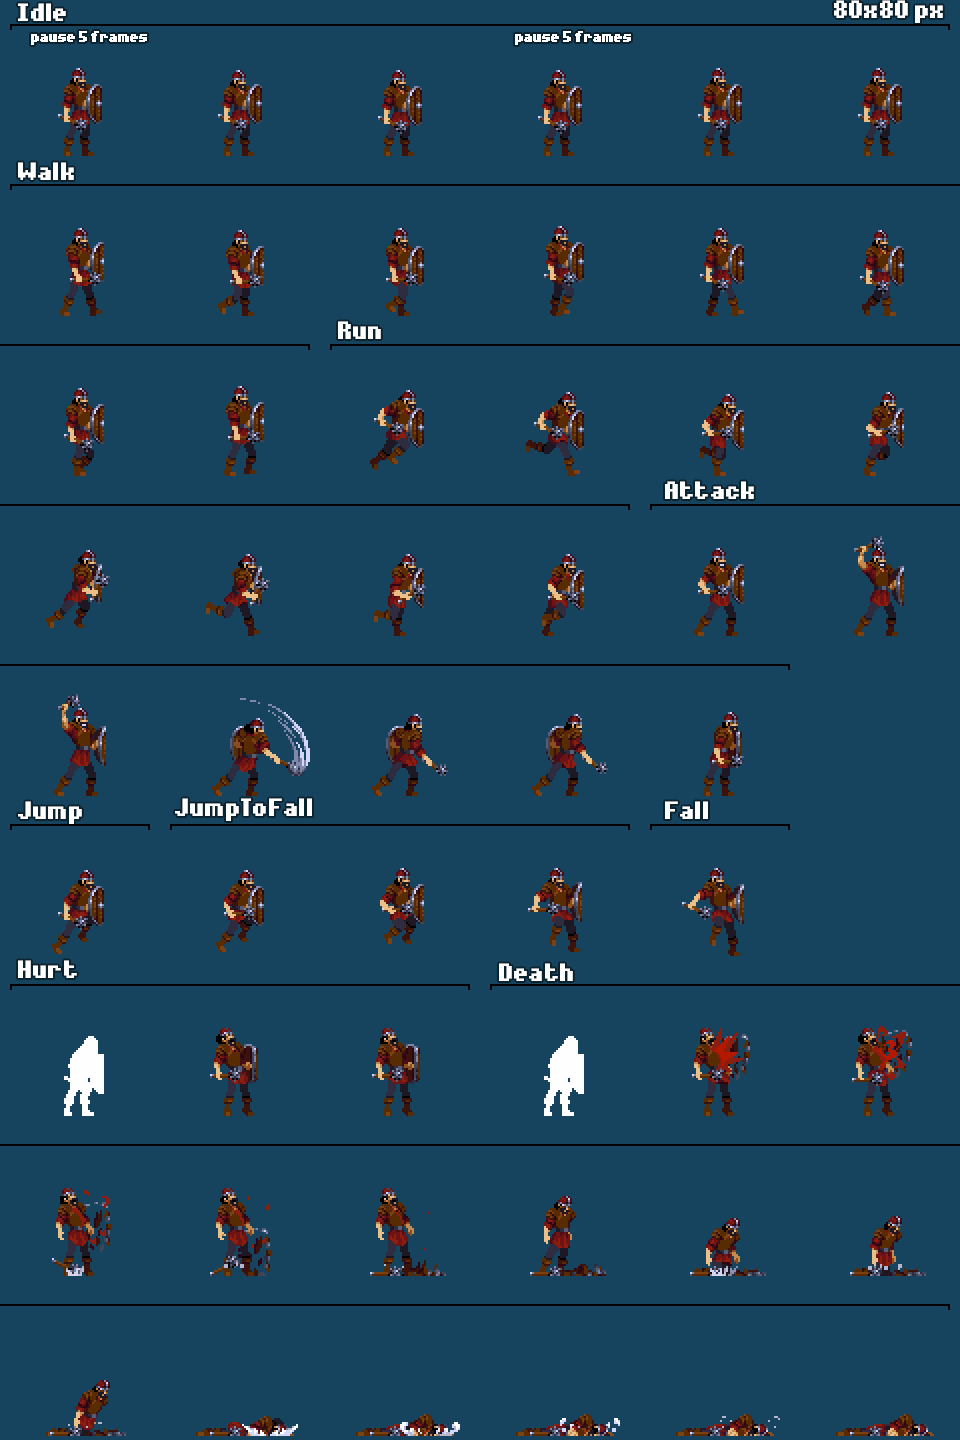 Idle
80x80 px
pause 5 frames
pause 5 frames
Walk
Run
Attack
Jump
JumpToFall
Fall
Hurt
Death